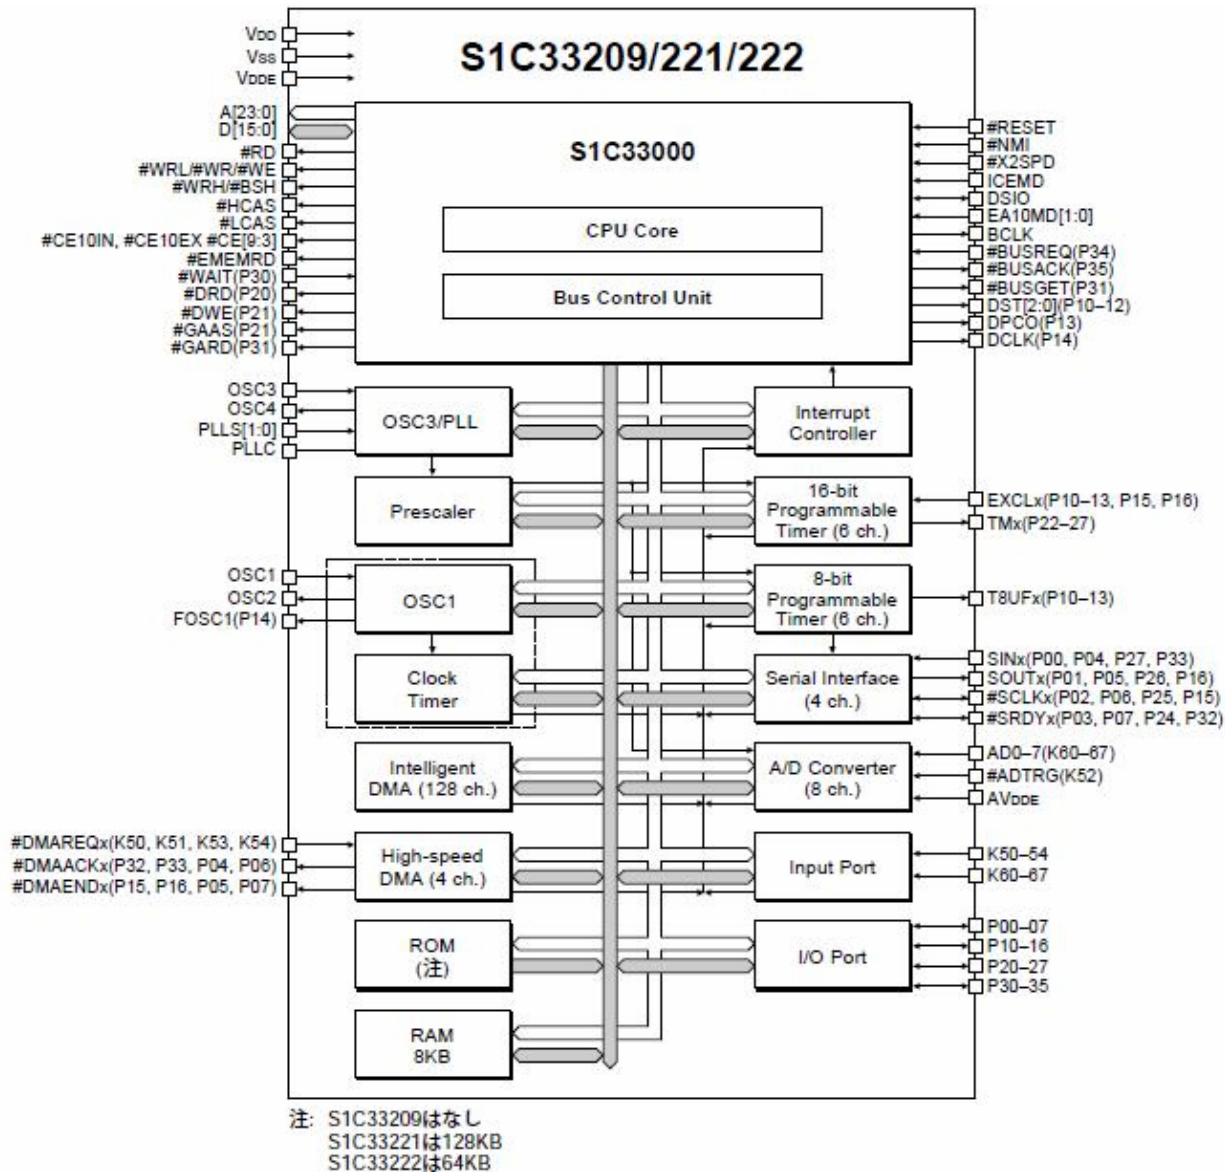 S1C33209/221/222
VDD
VSS
VDDE
A[23:0]
D[15:0]
#RD
#WRL/#WR/#WE
#WRH/#BSH
#HCAS
#LCAS
#CE10IN, #CE10EX #CE[9:3]
#EMEMRD
#WAIT(P30)
#DRD(P20)
#DWE(P21)
#GAAS(P21)
#GARD(P31)
S1C33000
CPU Core
Bus Control Unit
#RESET
#NMI
#X2SPD
ICEMD
DSIO
EA10MD[1:0]
BCLK
#BUSREQ(P34)
#BUSACK(P35)
#BUSGET(P31)
DST[2:0](P10–12)
DPCO(P13)
DCLK(P14)
OSC3
OSC4
PLLS[1:0]
PLLC
OSC3/PLL
Interrupt
Controller
Prescaler
16-bit
Programmable
Timer (6 ch.)
EXCLx(P10–13, P15, P16)
TMx(P22–27)
OSC1
OSC2
FOSC1(P14)
OSC1
8-bit
Programmable
Timer (6 ch.)
T8UFx(P10–13)
Clock
Timer
Serial Interface
(4 ch.)
SINx(P00, P04, P27, P33)
SOUTx(P01, P05, P26, P16)
#SCLKx(P02, P06, P25, P15)
#SRDYx(P03, P07, P24, P32)
Intelligent
DMA (128 ch.)
A/D Converter
(8 ch.)
AD0–7(K60–67)
#ADTRG(K52)
AVDDE
#DMAREQx(K50, K51, K53, K54)
#DMAACKx(P32, P33, P04, P06)
#DMAENDx(P15, P16, P05, P07)
High-speed
DMA (4 ch.)
Input Port
K50–54
K60–67
ROM
(注)
I/O Port
P00–07
P10–16
P20–27
P30–35
RAM
8KB
注: S1C33209はなし
S1C33221は128KB
S1C33222は64KB